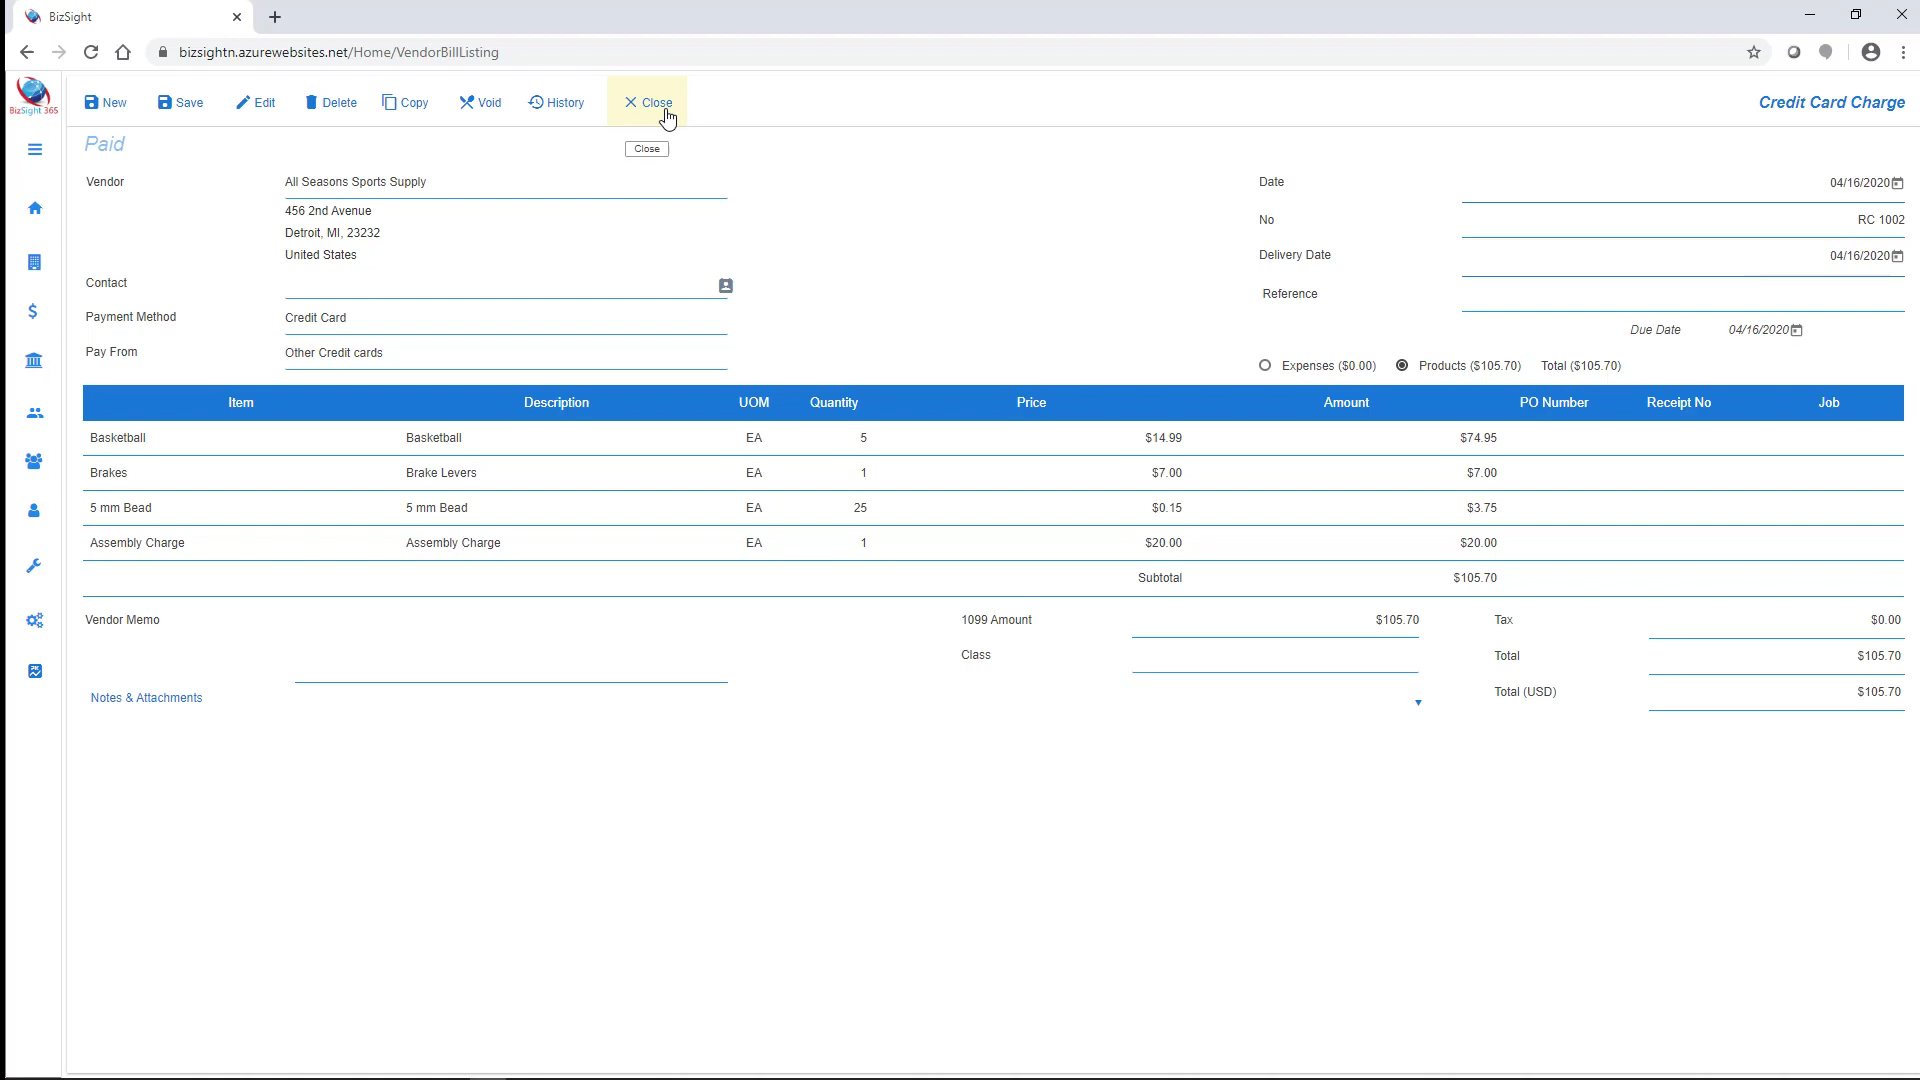 BizSight
bizsightn.azurewebsites.net/Home/VendorBillListing
BizSight 365
New Save Edit Delete Copy Void History Close
Credit Card Charge
Paid
Close
Vendor All Seasons Sports Supply
456 2nd Avenue
Detroit, MI, 23232
United States
Contact
Payment Method Credit Card
Pay From Other Credit cards
Date 04/16/2020
No RC 1002
Delivery Date 04/16/2020
Reference
Due Date 04/16/2020
Expenses ($0.00) Products ($105.70) Total ($105.70)
Item Description UOM Quantity Price Amount PO Number Receipt No Job
Basketball Basketball EA 5 $14.99 $74.95
Brakes Brake Levers EA 1 $7.00 $7.00
5 mm Bead 5 mm Bead EA 25 $0.15 $3.75
Assembly Charge Assembly Charge EA 1 $20.00 $20.00
Subtotal $105.70
Vendor Memo
Notes & Attachments
1099 Amount $105.70
Class
Tax $0.00
Total $105.70
Total (USD) $105.70